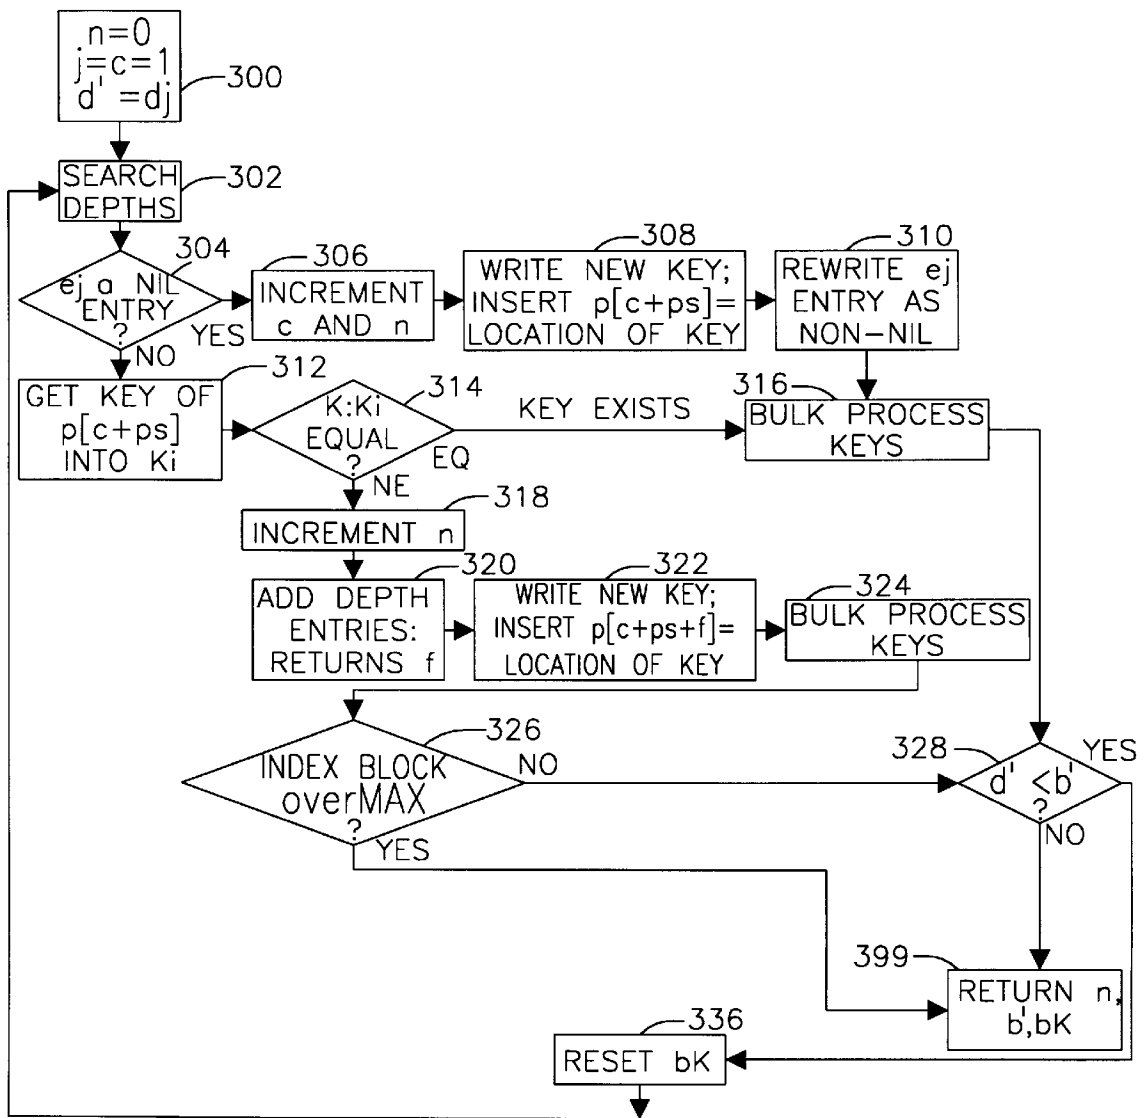 n=0
j=c=1
d' =dj
300
SEARCH
DEPTHS
302
304
ej a NIL
ENTRY
?
YES
NO
306
INCREMENT
c AND n
308
WRITE NEW KEY;
INSERT p[c+ps]=
LOCATION OF KEY
310
REWRITE ej
ENTRY AS
NON-NIL
312
GET KEY OF
p[c+ps]
INTO Ki
314
K:Ki
EQUAL
?
EQ
NE
KEY EXISTS
316
BULK PROCESS
KEYS
318
INCREMENT n
320
ADD DEPTH
ENTRIES:
RETURNS f
322
WRITE NEW KEY;
INSERT p[c+ps+f]=
LOCATION OF KEY
324
BULK PROCESS
KEYS
326
INDEX BLOCK
overMAX
?
NO
YES
328
d' <b'
?
YES
NO
399
RETURN n,
b',bK
336
RESET bK